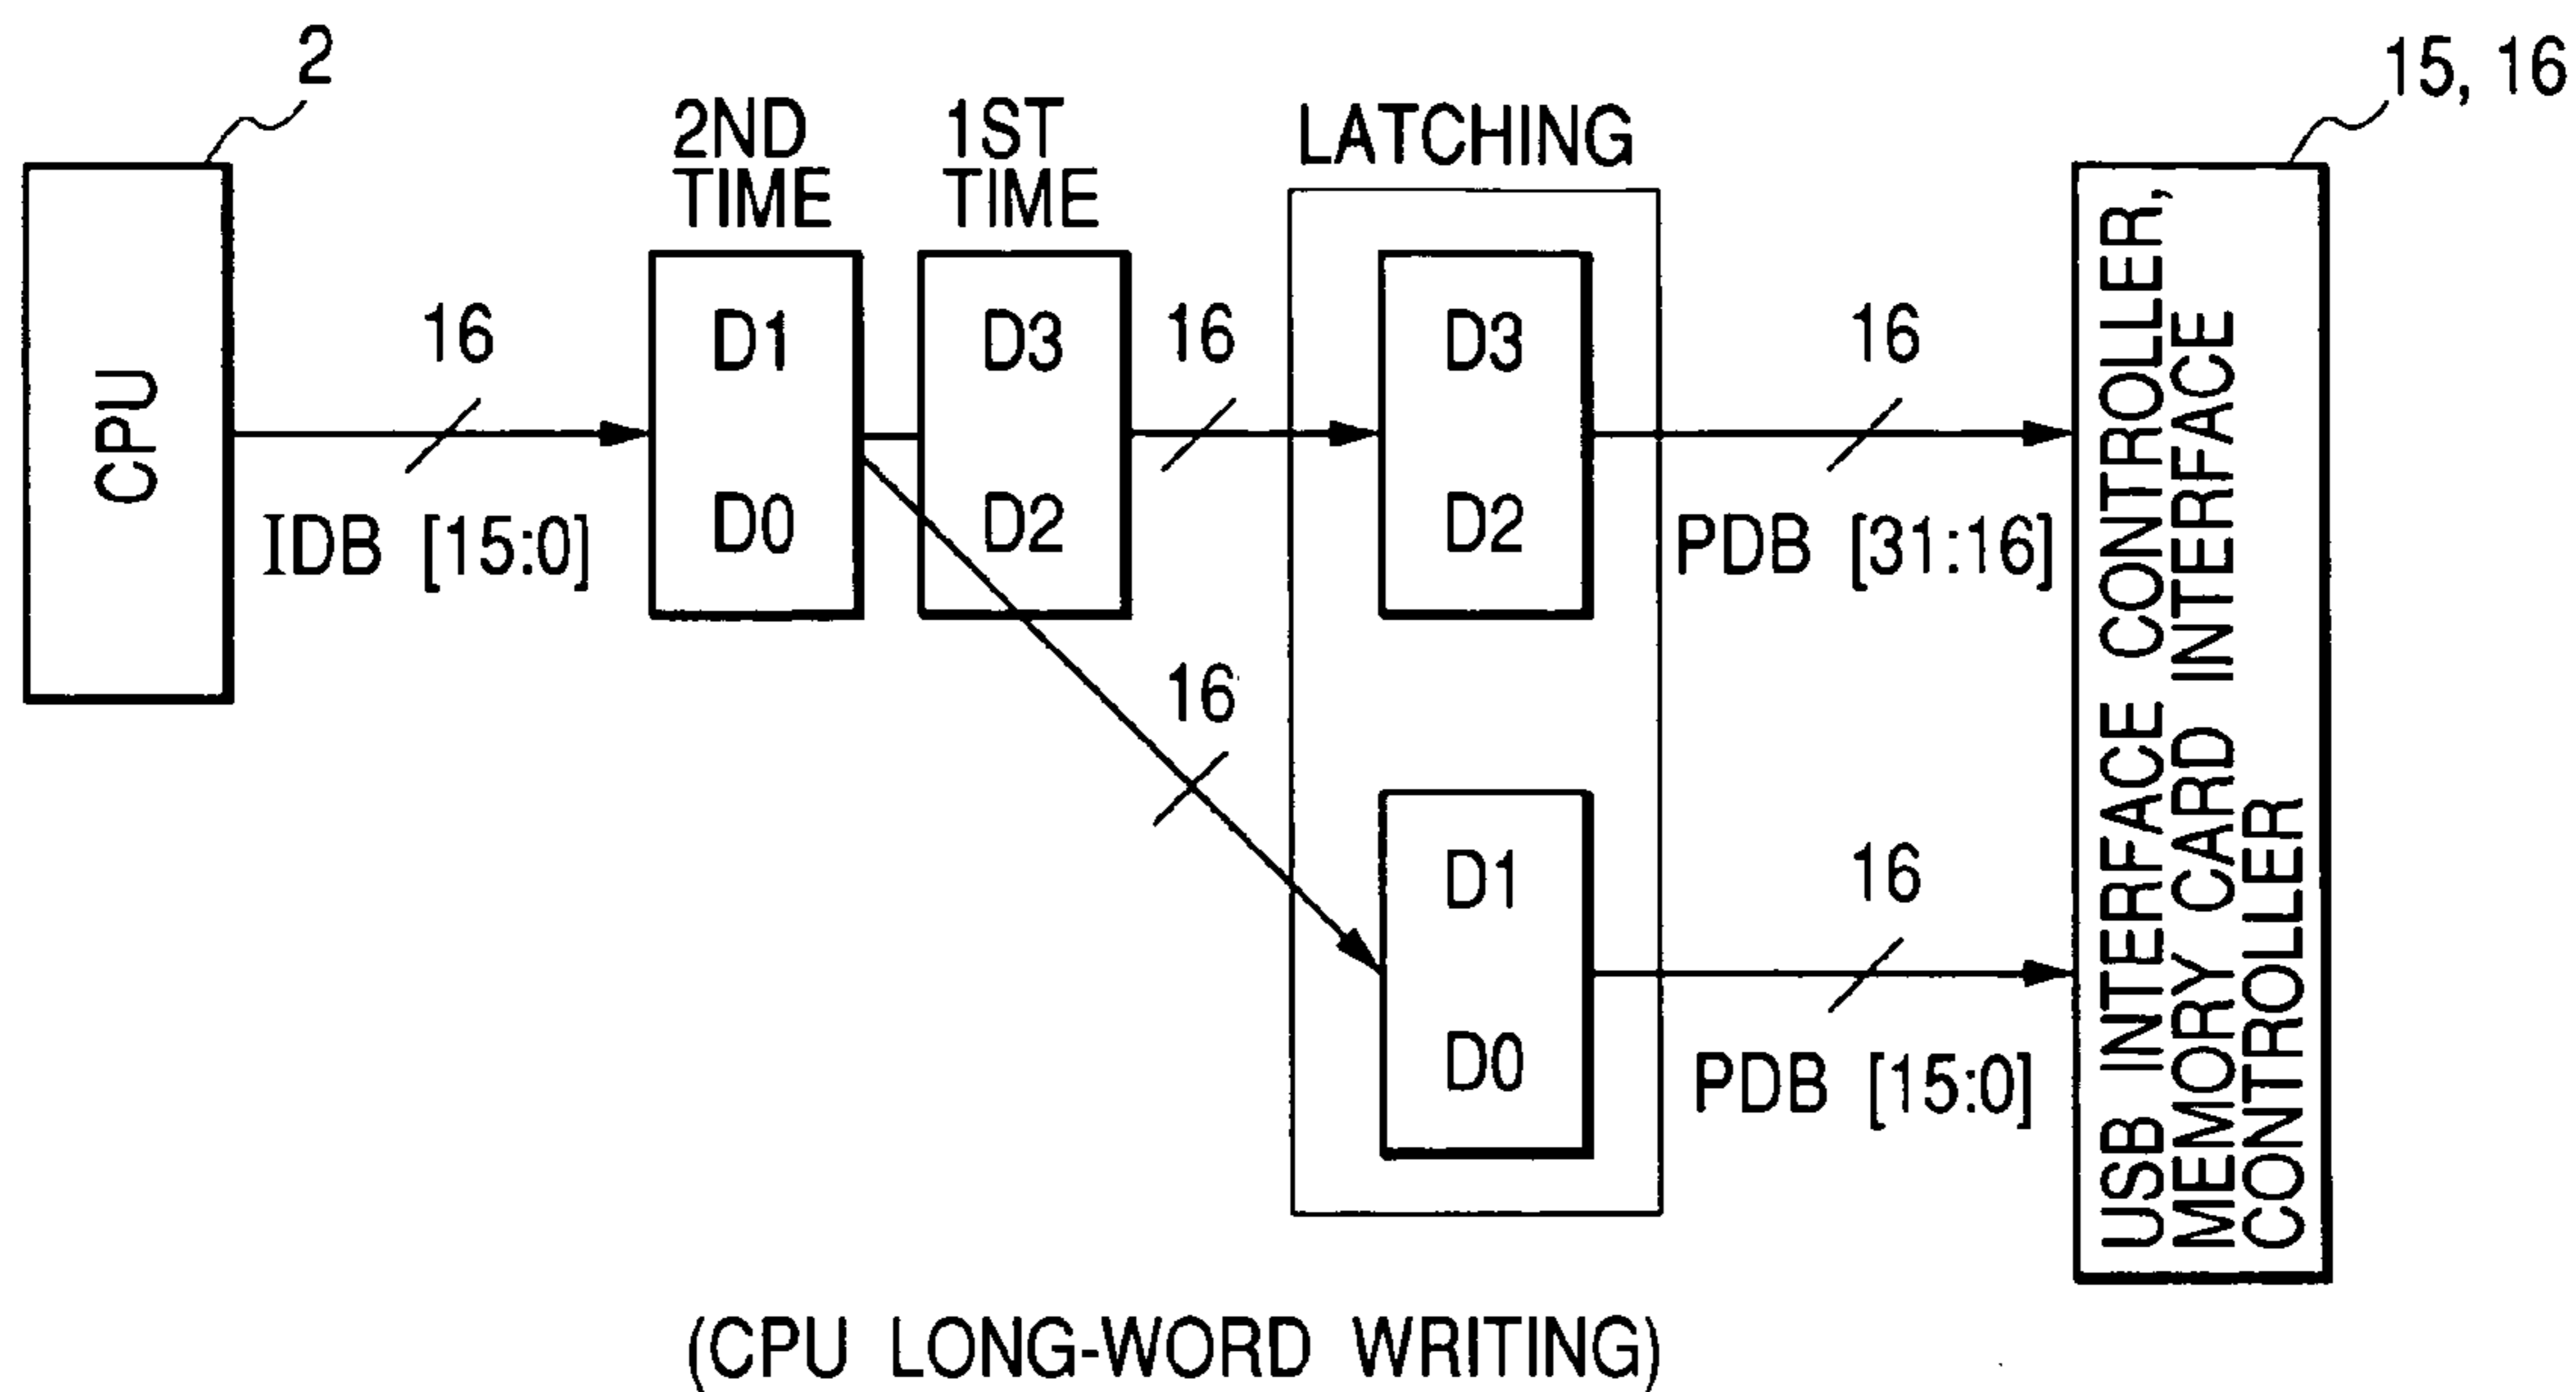 2
15, 16
2ND
TIME
1ST
TIME
LATCHING
CPU
16
IDB [15:0]
D1
D0
D3
D2
16
16
D3
D2
D1
D0
16
PDB [31:16]
16
PDB [15:0]
USB INTERFACE CONTROLLER,
MEMORY CARD INTERFACE
CONTROLLER
(CPU LONG-WORD WRITING)